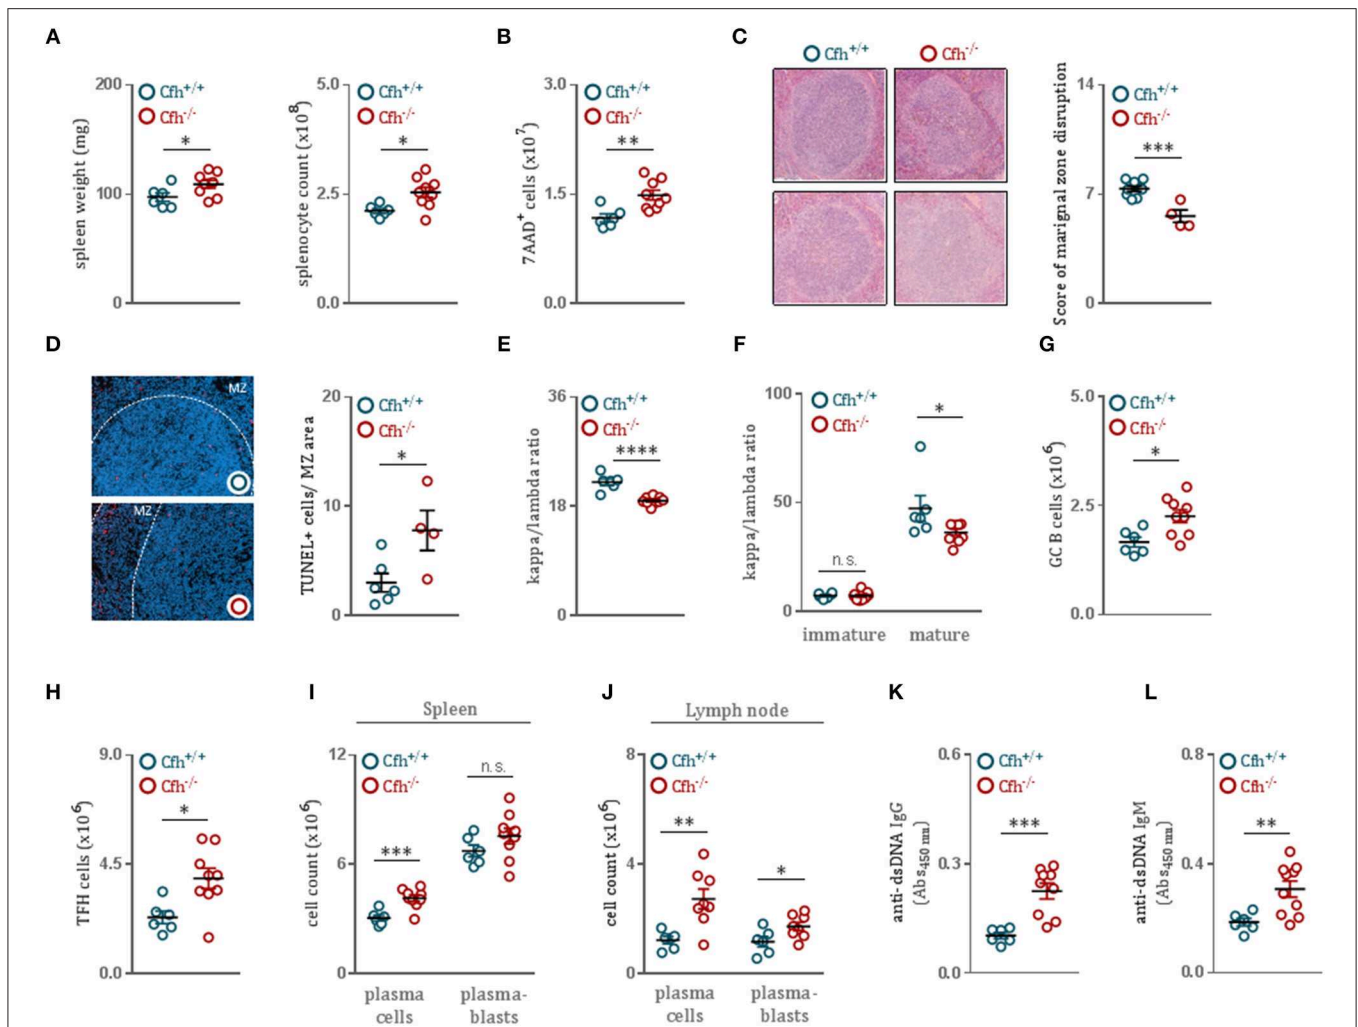 A
B
C
Cfh+/+
Cfh-/-
200
100
0
spleen weight (mg)
Cfh+/+
Cfh-/-
*
5.0
2.5
0.0
splenocyte count (x10^8)
Cfh+/+
Cfh-/-
*
3.0
1.5
0.0
7AAD+ cells (x10^7)
Cfh+/+
Cfh-/-
**
14
7
0
Score of marignal zone disruption
Cfh+/+
Cfh-/-
***
D
E
F
G
MZ
MZ
20
10
0
TUNEL+ cells/ MZ area
Cfh+/+
Cfh-/-
*
36
18
0
kappa/lambda ratio
Cfh+/+
Cfh-/-
****
100
50
0
kappa/lambda ratio
Cfh+/+
Cfh-/-
n.s.
*
immature
mature
5.0
2.5
0.0
GC B cells (x10^6)
Cfh+/+
Cfh-/-
*
H
I
J
K
L
9.0
4.5
0.0
TFH cells (x10^6)
Cfh+/+
Cfh-/-
*
Spleen
12
6
0
cell count (x10^6)
Cfh+/+
Cfh-/-
***
n.s.
plasma
cells
plasma-
blasts
Lymph node
8
4
0
cell count (x10^6)
Cfh+/+
Cfh-/-
**
*
plasma
cells
plasma-
blasts
0.6
0.3
0.0
anti-dsDNA IgG
(Abs450 nm)
Cfh+/+
Cfh-/-
***
0.8
0.4
0.0
anti-dsDNA IgM
(Abs450 nm)
Cfh+/+
Cfh-/-
**